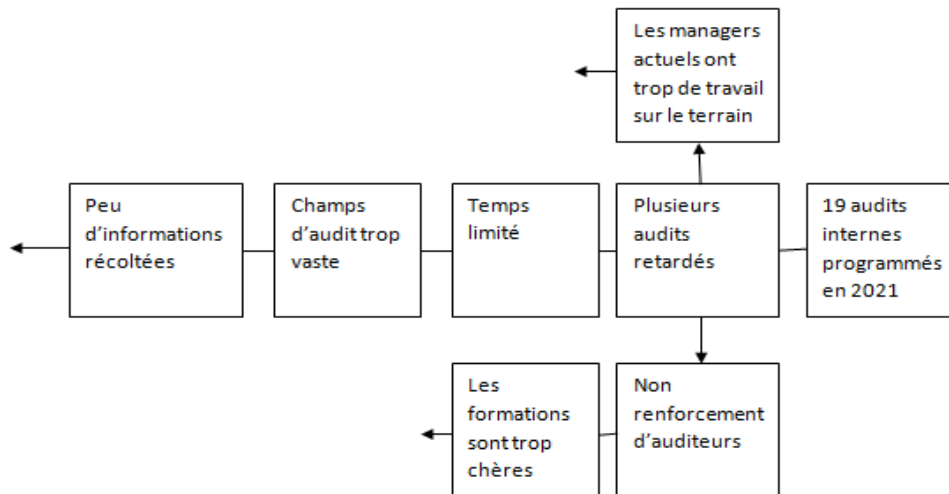 Les managers
actuels ont
trop de travail
sur le terrain
Peu
d’informations
récoltées
Champs
d’audit trop
vaste
Temps
limité
Plusieurs
audits
retardés
19 audits
internes
programmés
en 2021
Les
formations
sont trop
chères
Non
renforcement
d’auditeurs